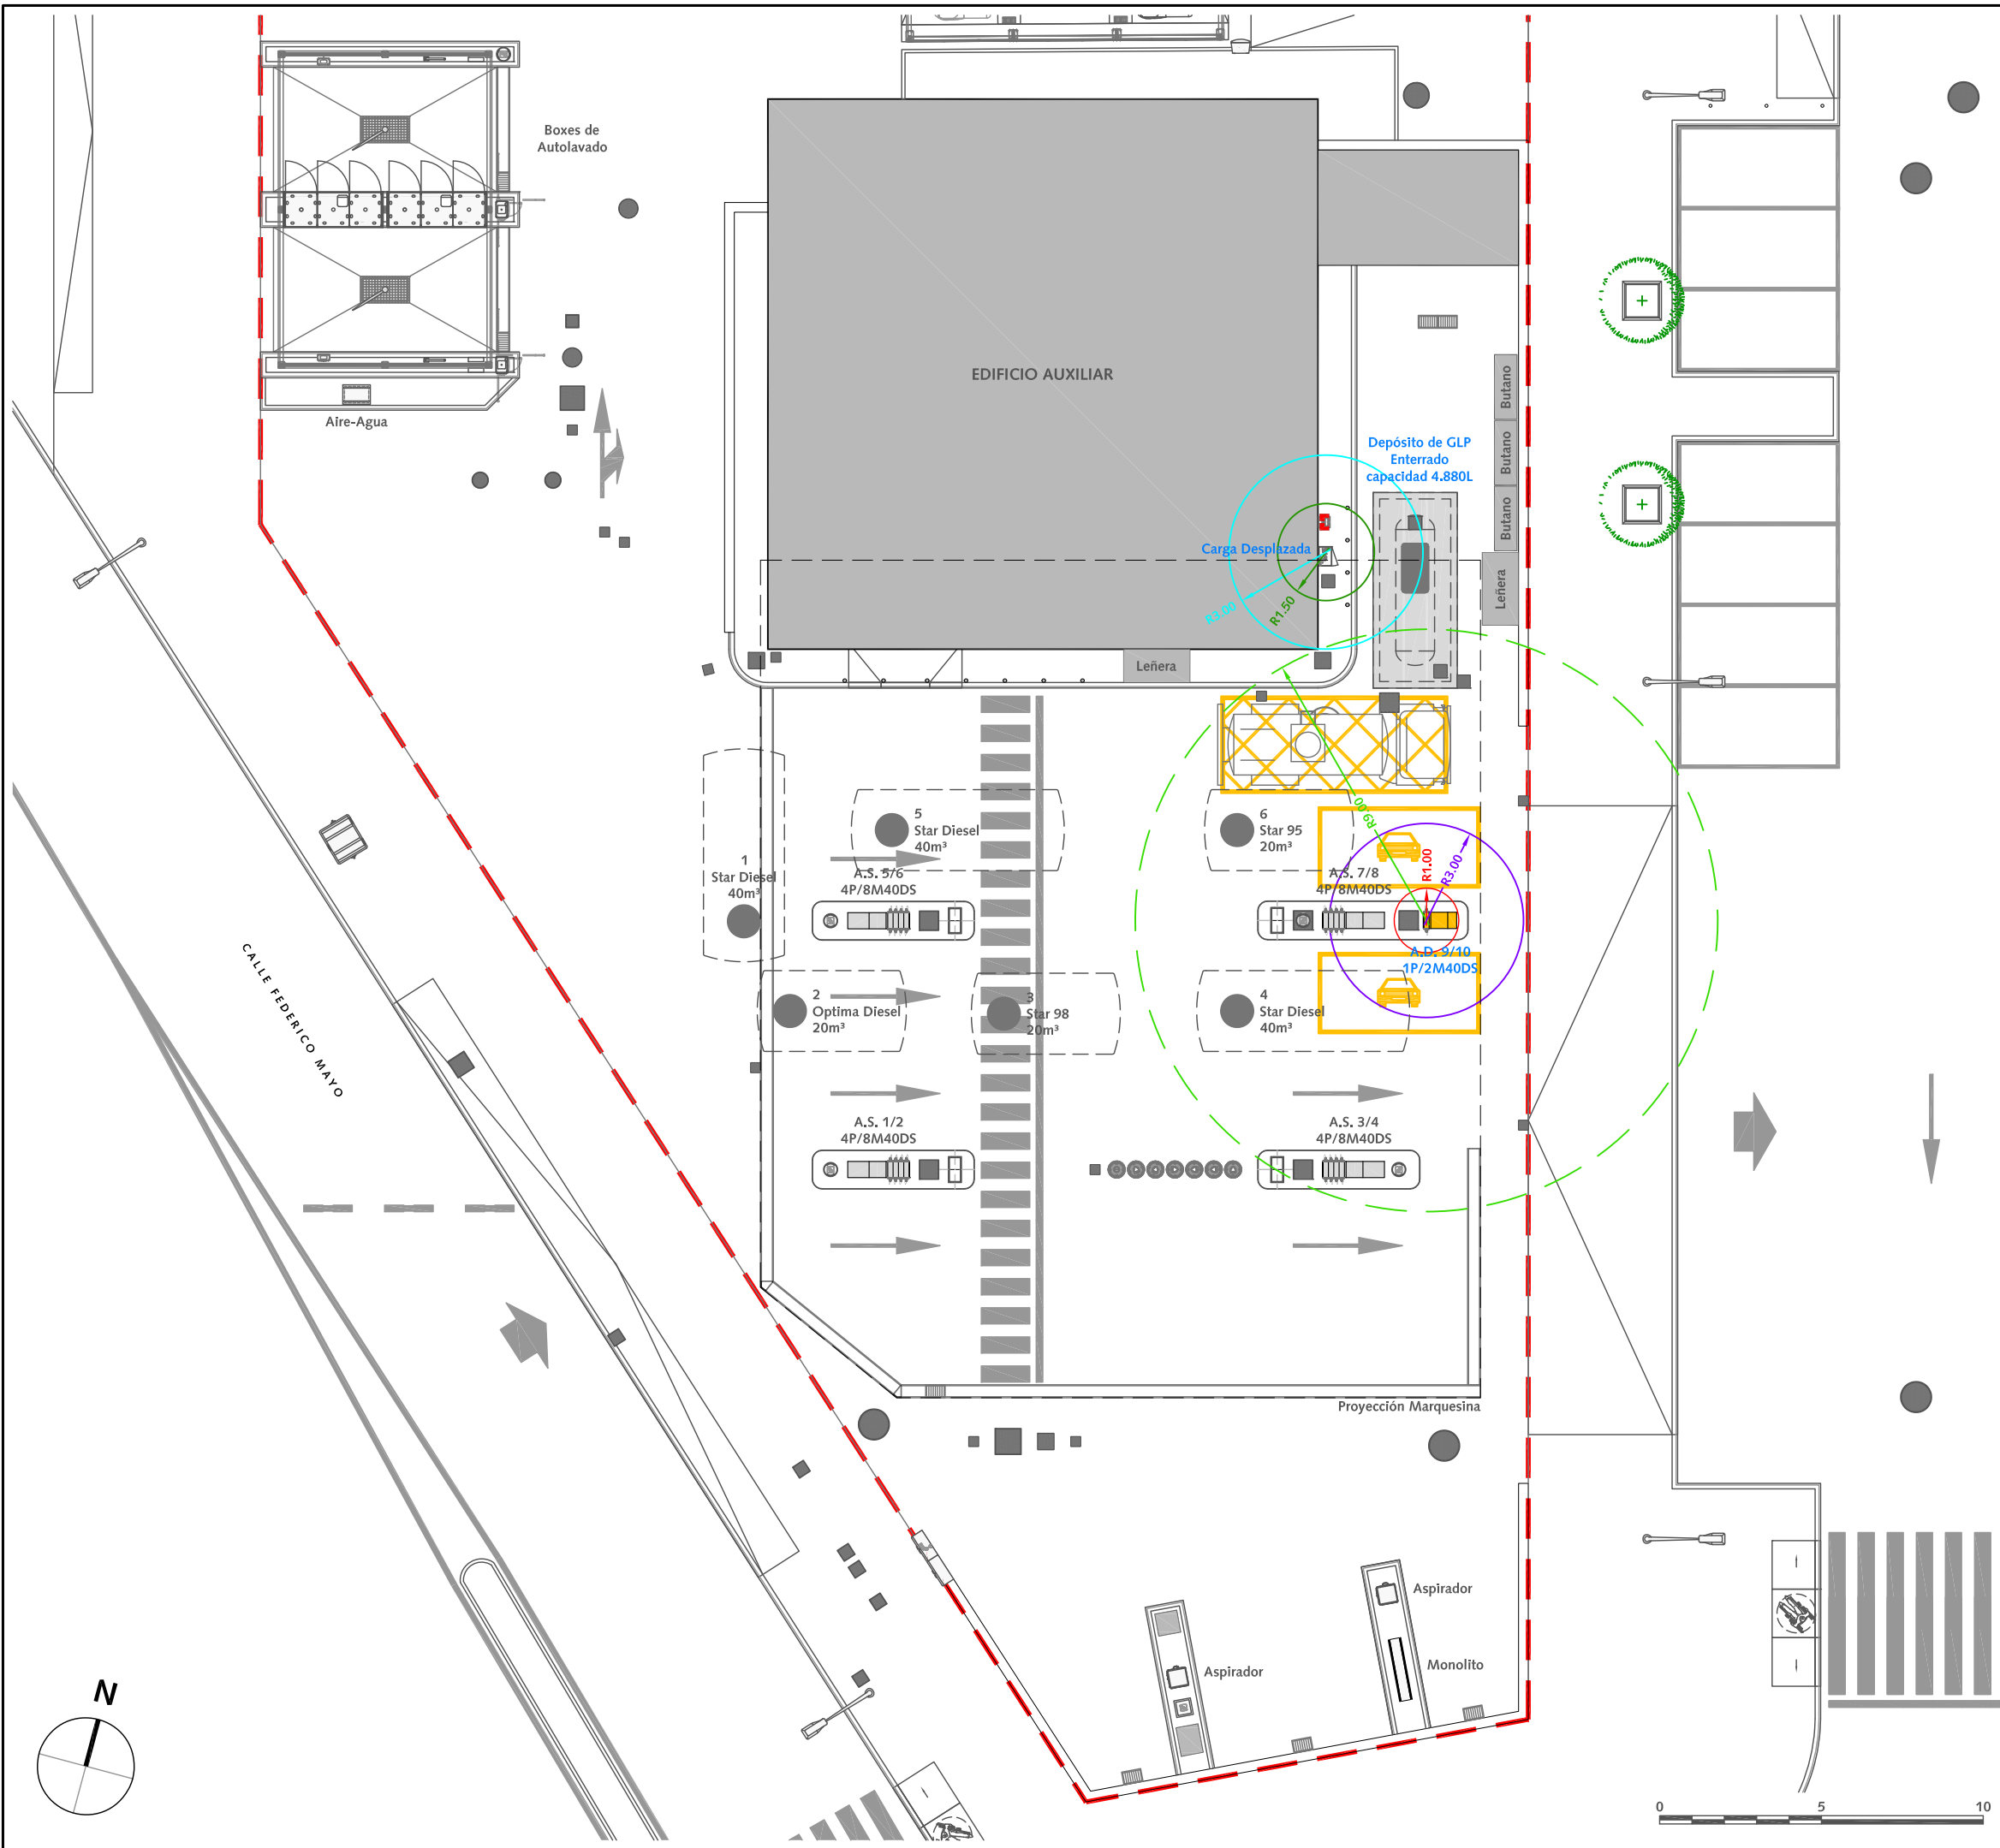 Boxes de
Autolavado
Aire-Agua
EDIFICIO AUXILIAR
Butano
Butano
Butano
Leñera
Depósito de GLP
Enterrado
capacidad 4.880L
Carga Desplazada
R3.00
R1.50
Leñera
5
Star Diesel
40m³
6
Star 95
20m³
R9.00
1
Star Diesel
40m³
A.S. 5/6
4P/8M40DS
A.S. 7/8
4P/8M40DS
R1.00
R3.00
A.D. 9/10
1P/2M40DS
2
Optima Diesel
20m³
3
Star 98
20m³
4
Star Diesel
40m³
CALLE FEDERICO MAYO
A.S. 1/2
4P/8M40DS
A.S. 3/4
4P/8M40DS
Proyección Marquesina
Aspirador
Aspirador
Monolito
N
0 5 10